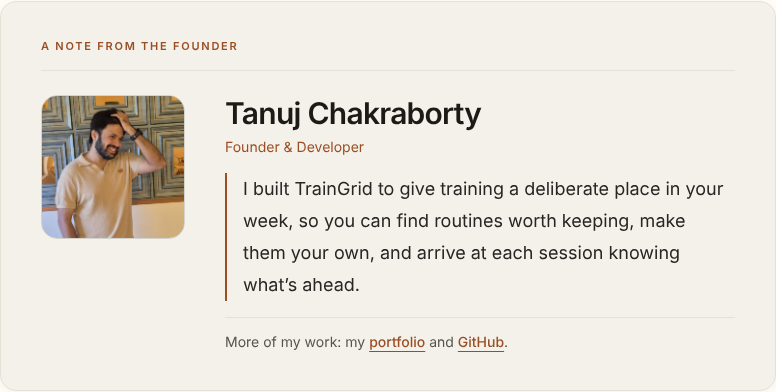 A NOTE FROM THE FOUNDER
Tanuj Chakraborty
Founder & Developer
I built TrainGrid to give training a deliberate place in your
week, so you can find routines worth keeping, make
them your own, and arrive at each session knowing
what’s ahead.
More of my work: my portfolio and GitHub.